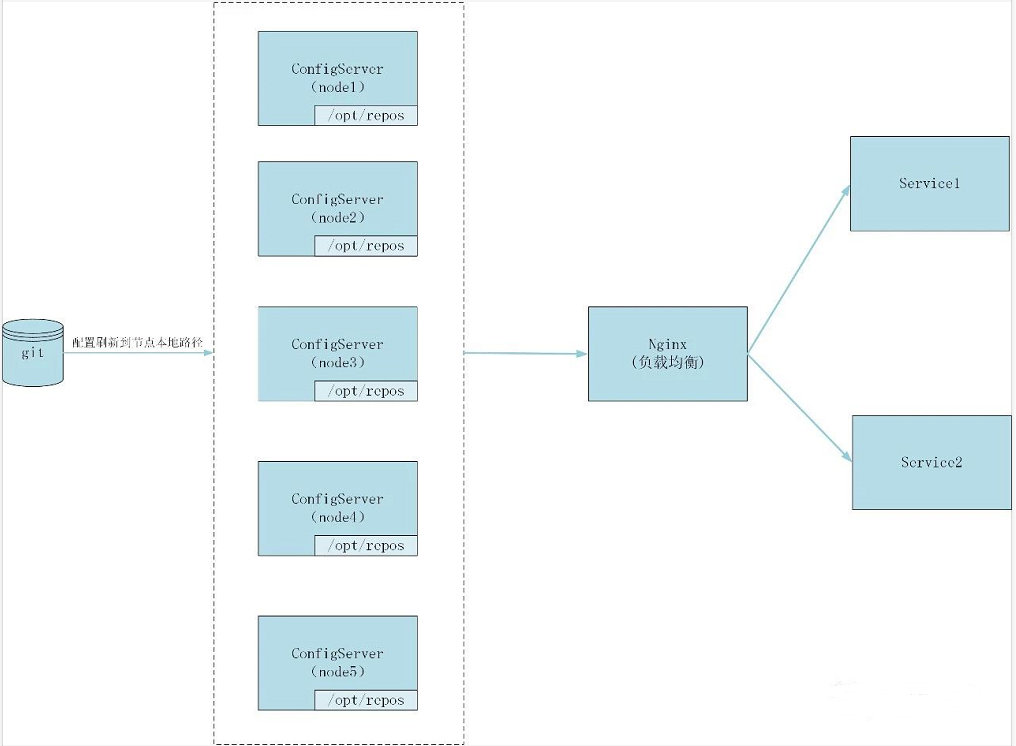 git
配置刷新到节点本地路径
ConfigServer
(node1)
/opt/repos
ConfigServer
(node2)
/opt/repos
ConfigServer
(node3)
/opt/repos
ConfigServer
(node4)
/opt/repos
ConfigServer
(node5)
/opt/repos
Nginx
(负载均衡)
Service1
Service2